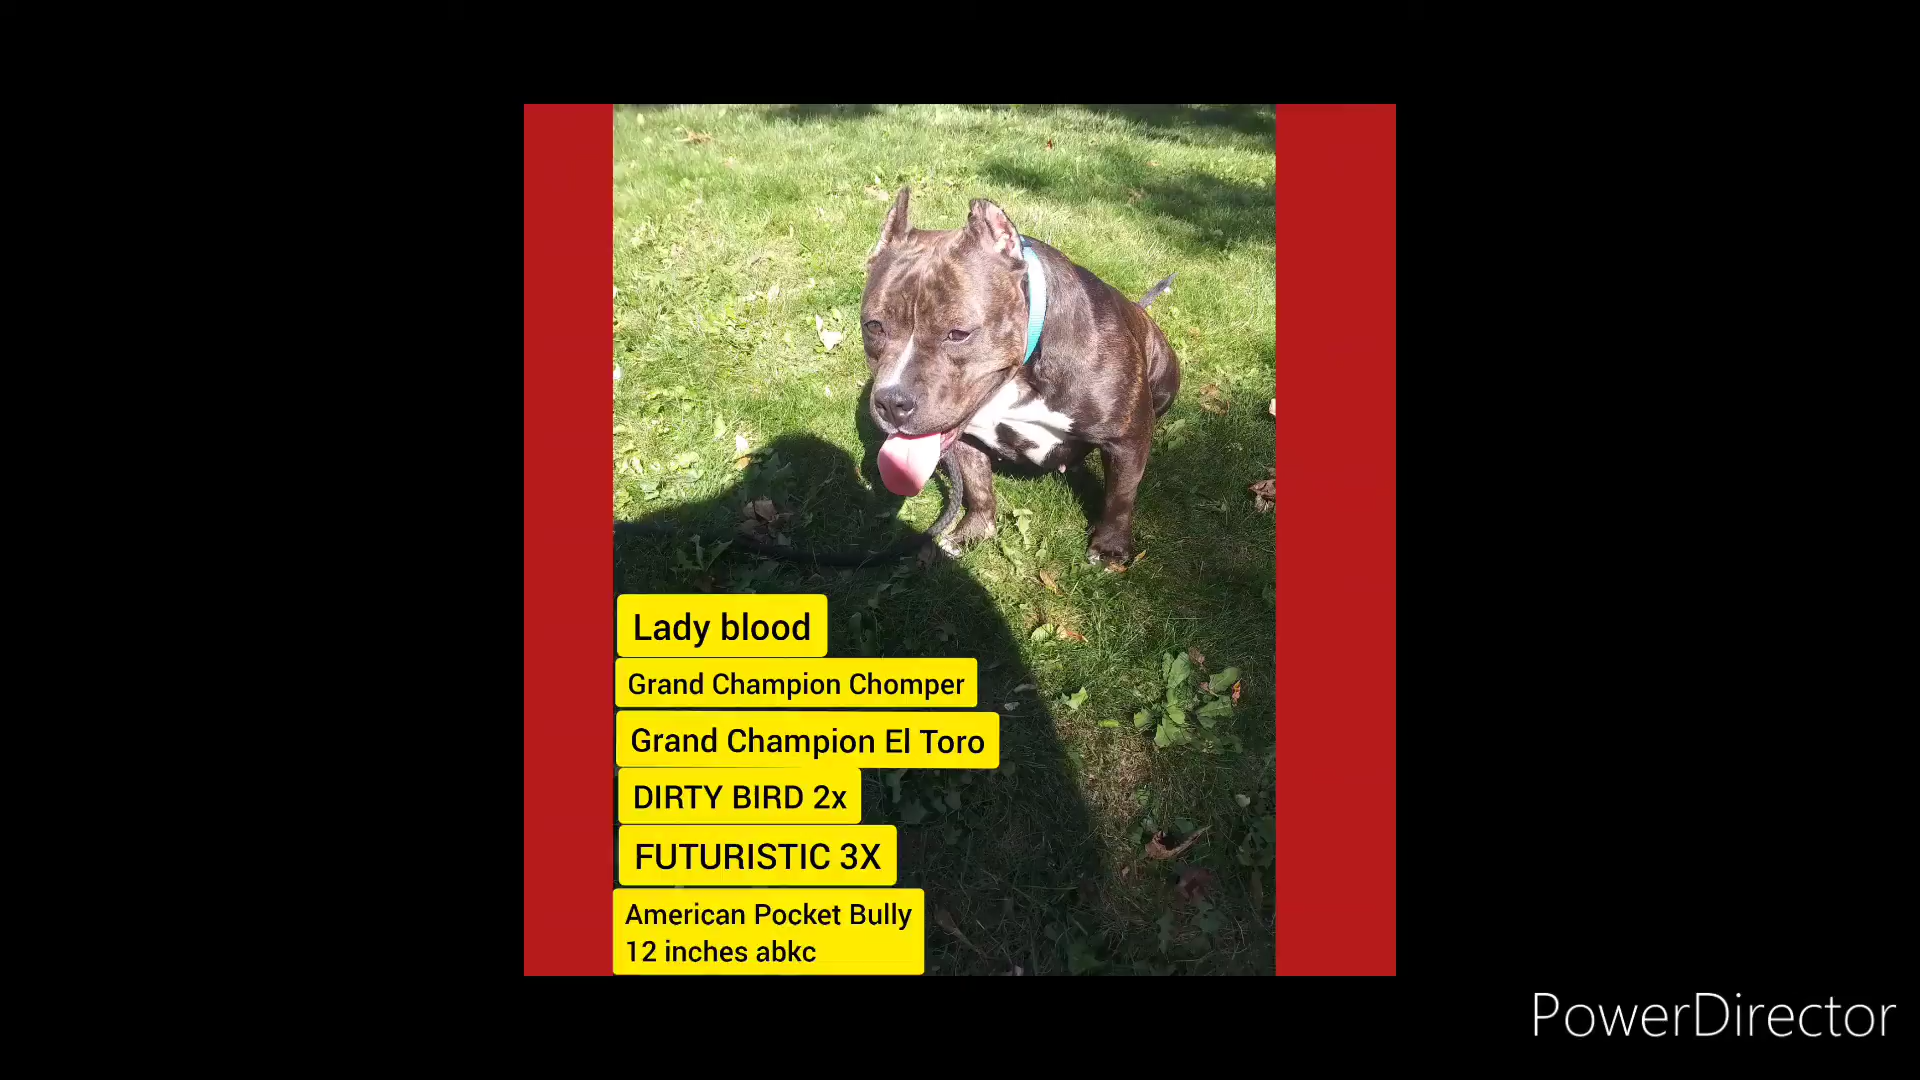 Lady blood
Grand Champion Chomper
Grand Champion El Toro
DIRTY BIRD 2x
FUTURISTIC 3X
American Pocket Bully
12 inches abkc
PowerDirector